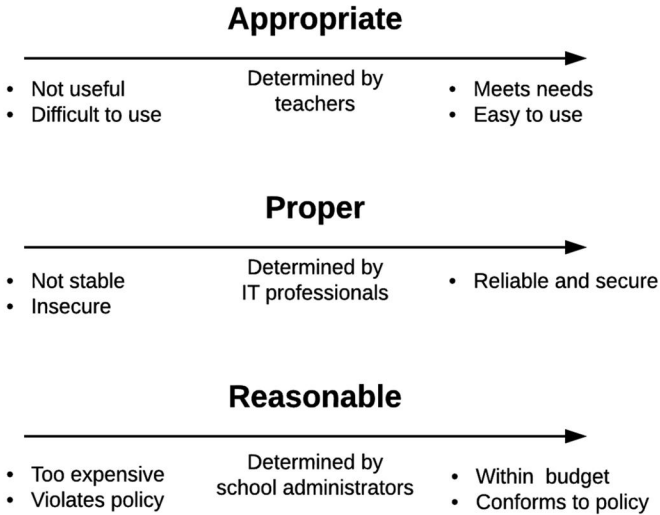 Appropriate
• Not useful
• Difficult to use
Determined by
teachers
• Meets needs
• Easy to use
Proper
• Not stable
• Insecure
Determined by
IT professionals
• Reliable and secure
Reasonable
• Too expensive
• Violates policy
Determined by
school administrators
• Within budget
• Conforms to policy